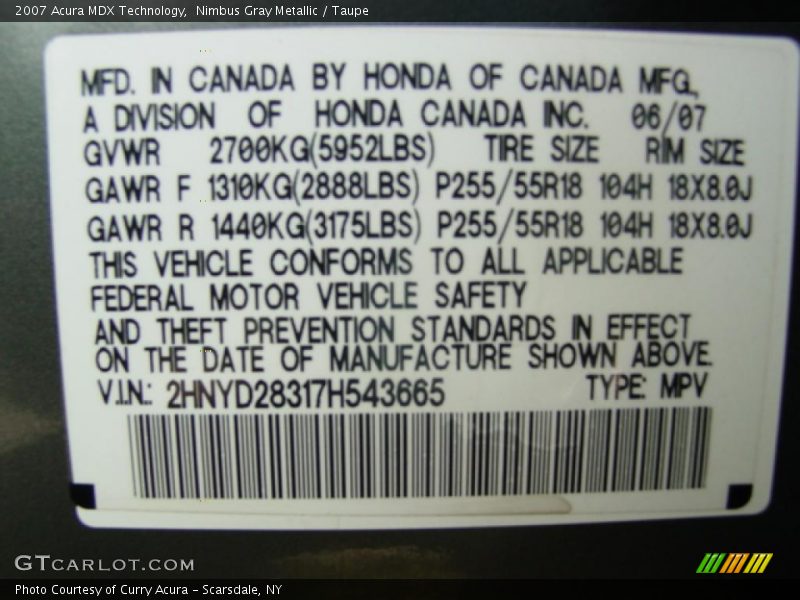 2007 Acura MDX Technology,  Nimbus Gray Metallic / Taupe
MFD. IN CANADA BY HONDA OF CANADA MFG.,
A DIVISION OF HONDA CANADA INC. 06/07
GVWR 2700KG(5952LBS) TIRE SIZE RIM SIZE
GAWR F 1310KG(2888LBS) P255/55R18 104H 18X8.0J
GAWR R 1440KG(3175LBS) P255/55R18 104H 18X8.0J
THIS VEHICLE CONFORMS TO ALL APPLICABLE
FEDERAL MOTOR VEHICLE SAFETY
AND THEFT PREVENTION STANDARDS IN EFFECT
ON THE DATE OF MANUFACTURE SHOWN ABOVE.
V.I.N.: 2HNYD28317H543665 TYPE: MPV
GTCARLOT.COM
Photo Courtesy of Curry Acura - Scarsdale, NY